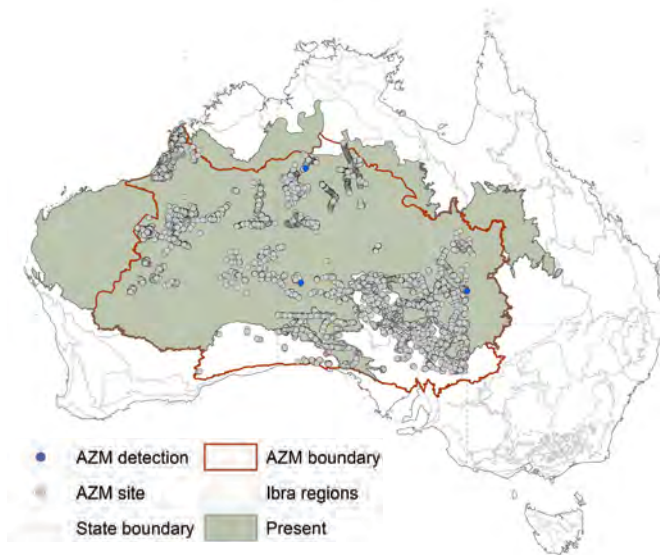 AZM detection
AZM boundary
AZM site
Ibra regions
State boundary
Present